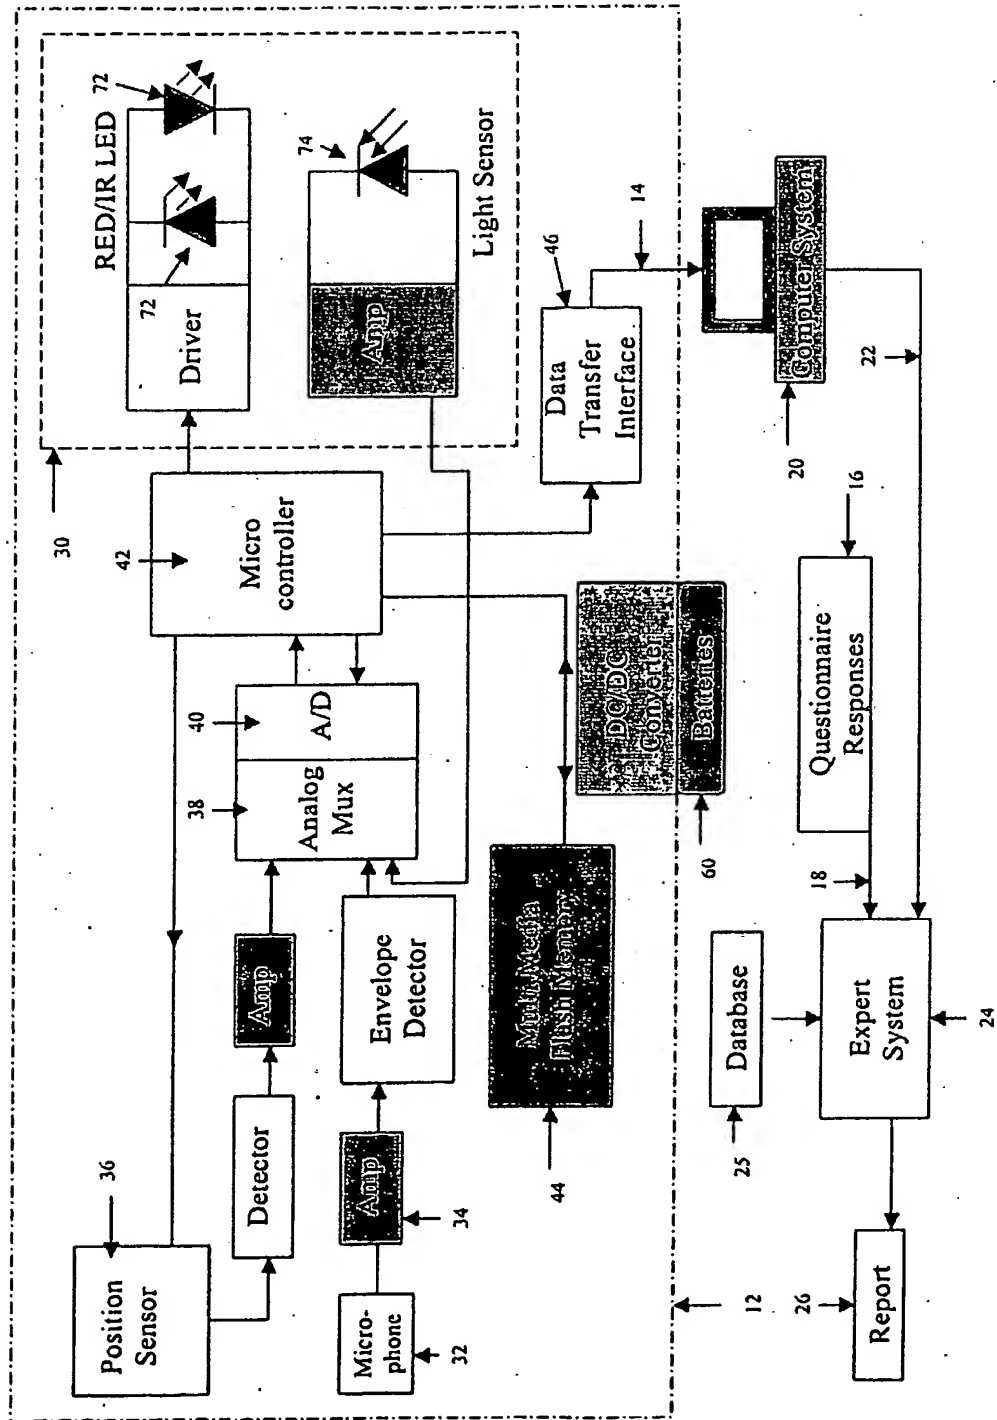 36
Position
Sensor
Detector
Amp
38
40
Analog
Mux
A/D
42
Micro
controller
30
Driver
72
RED/IR LED
72
Micro-
phone
32
Amp
34
Envelope
Detector
Amp
74
Light Sensor
Multi Media
Flash Memory
44
DC/DC
Converter
Batteries
60
Data
Transfer
Interface
46
14
12
25
Database
Computer System
20
22
26
Report
Expert
System
24
18
Questionnaire
Responses
16